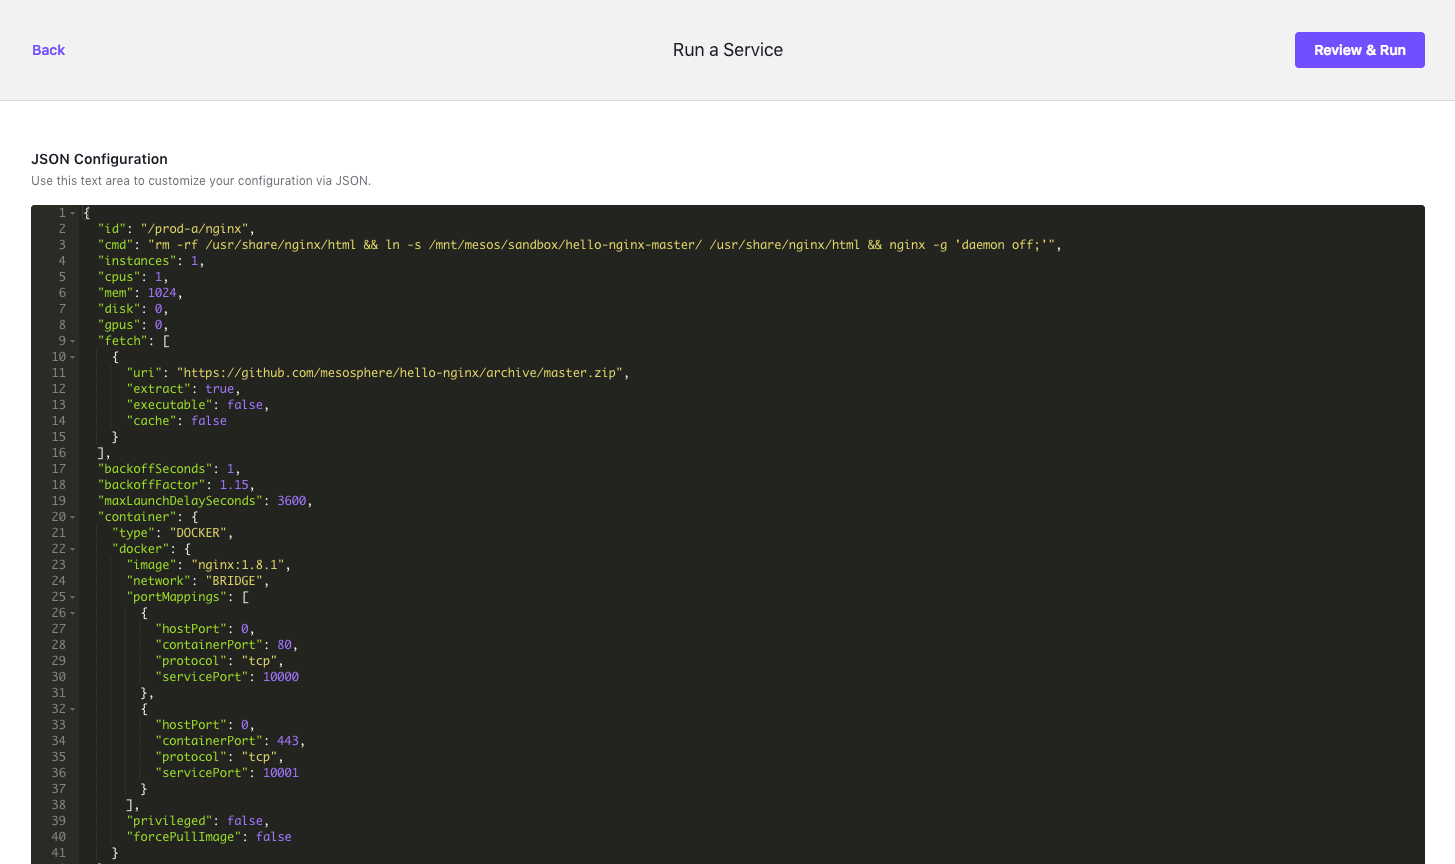 Back
Run a Service
Review & Run
JSON Configuration
Use this text area to customize your configuration via JSON.
1 {
2 "id": "/prod-a/nginx",
3 "cmd": "rm -rf /usr/share/nginx/html && ln -s /mnt/mesos/sandbox/hello-nginx-master/ /usr/share/nginx/html && nginx -g 'daemon off;'",
4 "instances": 1,
5 "cpus": 1,
6 "mem": 1024,
7 "disk": 0,
8 "gpus": 0,
9 "fetch": [
10 {
11 "uri": "https://github.com/mesosphere/hello-nginx/archive/master.zip",
12 "extract": true,
13 "executable": false,
14 "cache": false
15 }
16 ],
17 "backoffSeconds": 1,
18 "backoffFactor": 1.15,
19 "maxLaunchDelaySeconds": 3600,
20 "container": {
21 "type": "DOCKER",
22 "docker": {
23 "image": "nginx:1.8.1",
24 "network": "BRIDGE",
25 "portMappings": [
26 {
27 "hostPort": 0,
28 "containerPort": 80,
29 "protocol": "tcp",
30 "servicePort": 10000
31 },
32 {
33 "hostPort": 0,
34 "containerPort": 443,
35 "protocol": "tcp",
36 "servicePort": 10001
37 }
38 ],
39 "privileged": false,
40 "forcePullImage": false
41 }